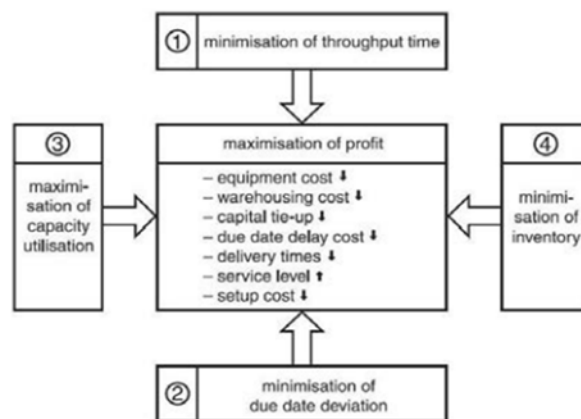 ① minimisation of throughput time
③
maximi-
sation of
capacity
utilisation
maximisation of profit
– equipment cost ⬇
– warehousing cost ⬇
– capital tie-up ⬇
– due date delay cost ⬇
– delivery times ⬇
– service level ⬆
– setup cost ⬇
④
minimi-
sation of
inventory
② minimisation of
due date deviation